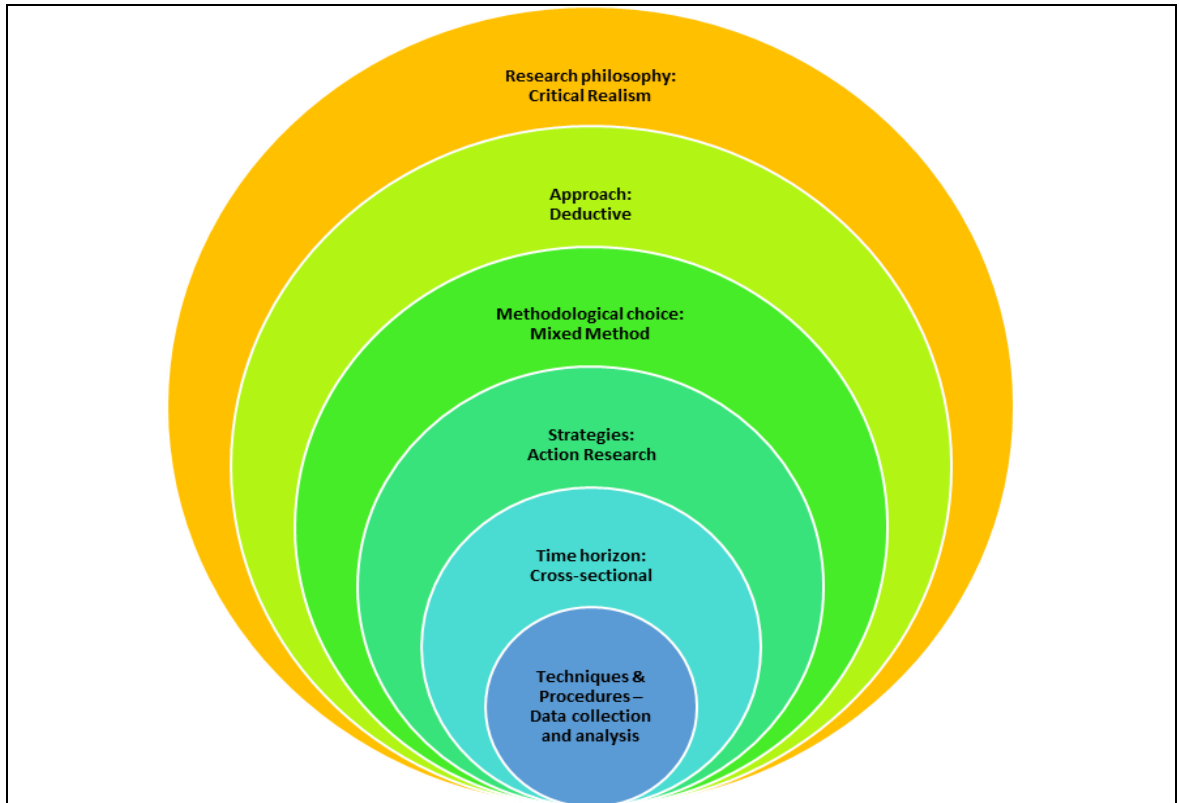 Research philosophy:
Critical Realism
Approach:
Deductive
Methodological choice:
Mixed Method
Strategies:
Action Research
Time horizon:
Cross-sectional
Techniques &
Procedures –
Data collection
and analysis